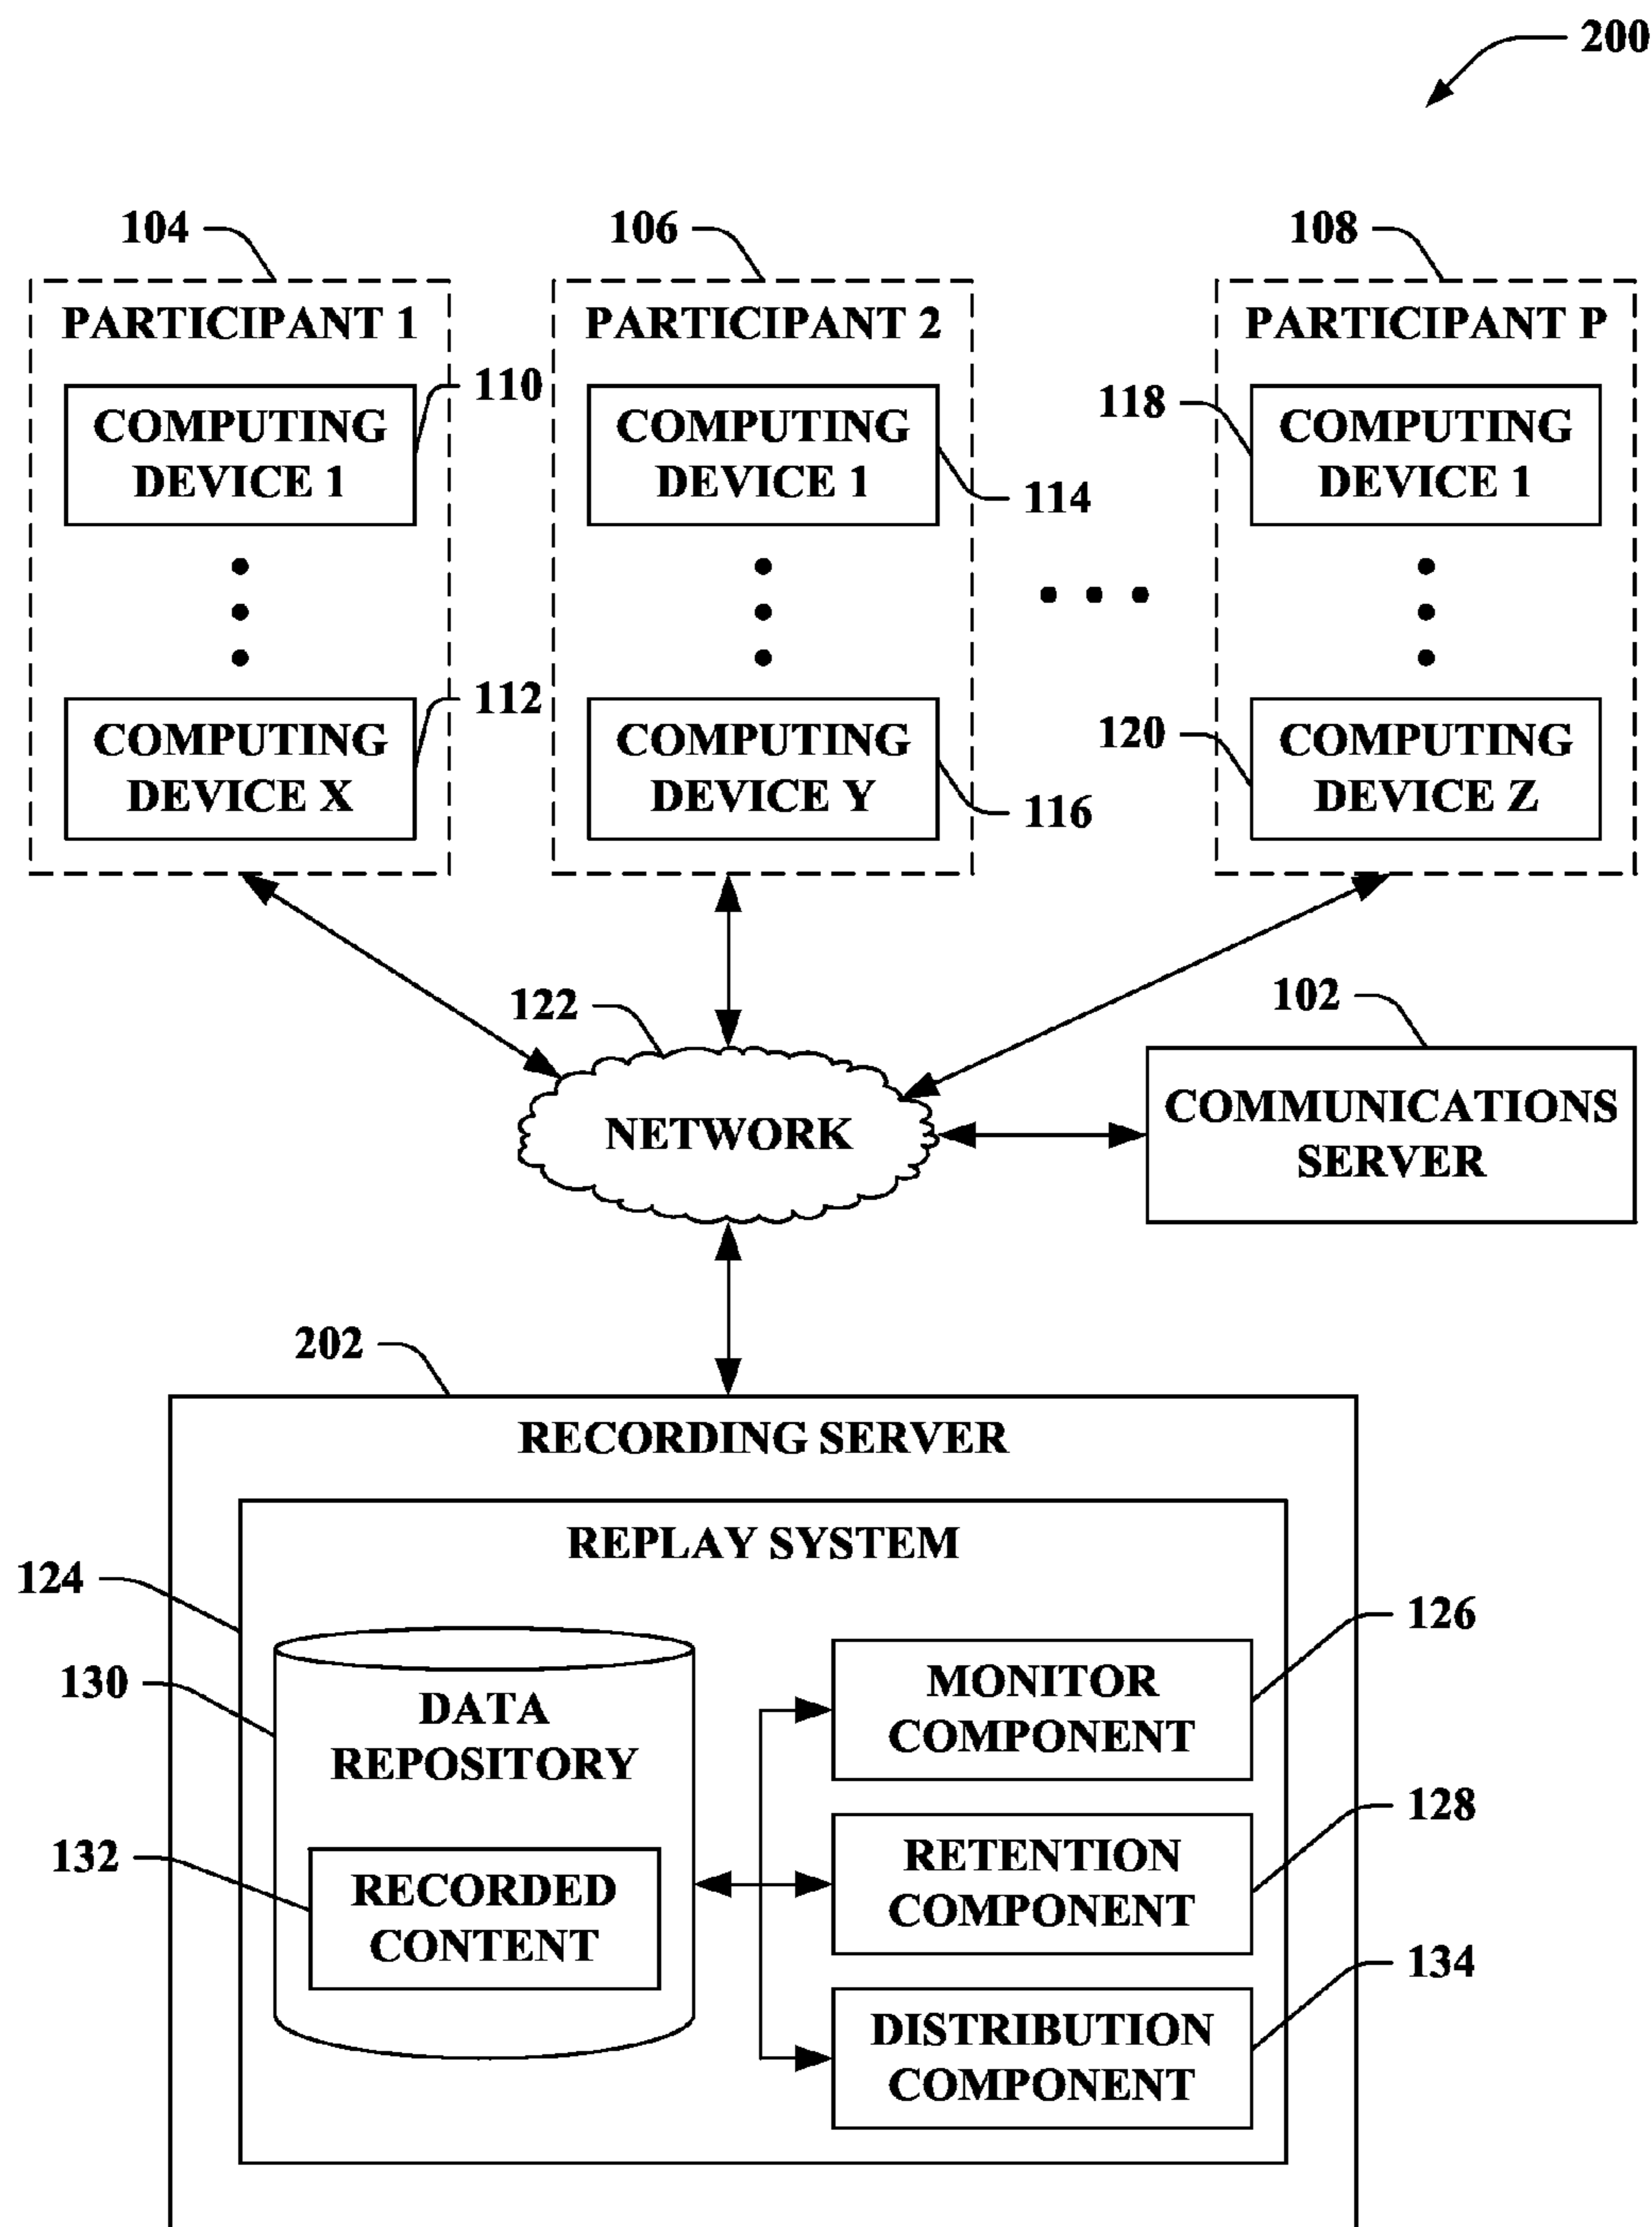 200
104
106
108
PARTICIPANT 1
PARTICIPANT 2
PARTICIPANT P
COMPUTING
DEVICE 1
110
COMPUTING
DEVICE 1
114
118
COMPUTING
DEVICE 1
COMPUTING
DEVICE X
112
COMPUTING
DEVICE Y
116
120
COMPUTING
DEVICE Z
122
NETWORK
102
COMMUNICATIONS
SERVER
202
RECORDING SERVER
REPLAY SYSTEM
124
130
DATA
REPOSITORY
132
RECORDED
CONTENT
MONITOR
COMPONENT
126
RETENTION
COMPONENT
128
DISTRIBUTION
COMPONENT
134